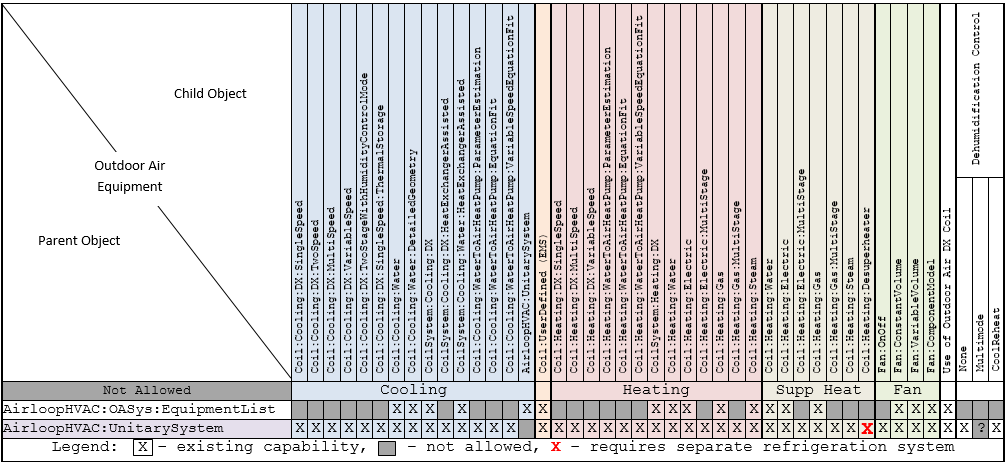 Child Object
Outdoor Air
Equipment
Parent Object
Coil:Cooling:DX:SingleSpeed
Coil:Cooling:DX:TwoSpeed
Coil:Cooling:DX:MultiSpeed
Coil:Cooling:DX:VariableSpeed
Coil:Cooling:DX:TwoStageWithHumidityControlMode
Coil:Cooling:DX:SingleSpeed:ThermalStorage
Coil:Cooling:Water
Coil:Cooling:Water:DetailedGeometry
CoilSystem:Cooling:DX
CoilSystem:Cooling:DX:HeatExchangerAssisted
CoilSystem:Cooling:Water:HeatExchangerAssisted
Coil:Cooling:WaterToAirHeatPump:ParameterEstimation
Coil:Cooling:WaterToAirHeatPump:EquationFit
Coil:Cooling:WaterToAirHeatPump:VariableSpeedEquationFit
AirloopHVAC:UnitarySystem
Coil:UserDefined (EMS)
Coil:Heating:DX:SingleSpeed
Coil:Heating:DX:MultiSpeed
Coil:Heating:DX:VariableSpeed
Coil:Heating:WaterToAirHeatPump:ParameterEstimation
Coil:Heating:WaterToAirHeatPump:EquationFit
Coil:Heating:WaterToAirHeatPump:VariableSpeedEquationFit
CoilSystem:Heating:DX
Coil:Heating:Water
Coil:Heating:Electric
Coil:Heating:Electric:MultiStage
Coil:Heating:Gas
Coil:Heating:Gas:MultiStage
Coil:Heating:Steam
Coil:Heating:Water
Coil:Heating:Electric
Coil:Heating:Electric:MultiStage
Coil:Heating:Gas
Coil:Heating:Gas:MultiStage
Coil:Heating:Steam
Coil:Heating:Desuperheater
Fan:OnOff
Fan:ConstantVolume
Fan:VariableVolume
Fan:ComponentModel
Use of Outdoor Air DX Coil
Dehumidification Control
None
Multimode
CoolReheat
Not Allowed Cooling Heating Supp Heat Fan
AirloopHVAC:OASys:EquipmentList X X X X X X X X X X X X X X X X X
AirloopHVAC:UnitarySystem X X X X X X X X X X X X X X X X X X X X X X X X X X X X X X X X X X X X X X X X X ? X
Legend: X - existing capability, - not allowed, X - requires separate refrigeration system